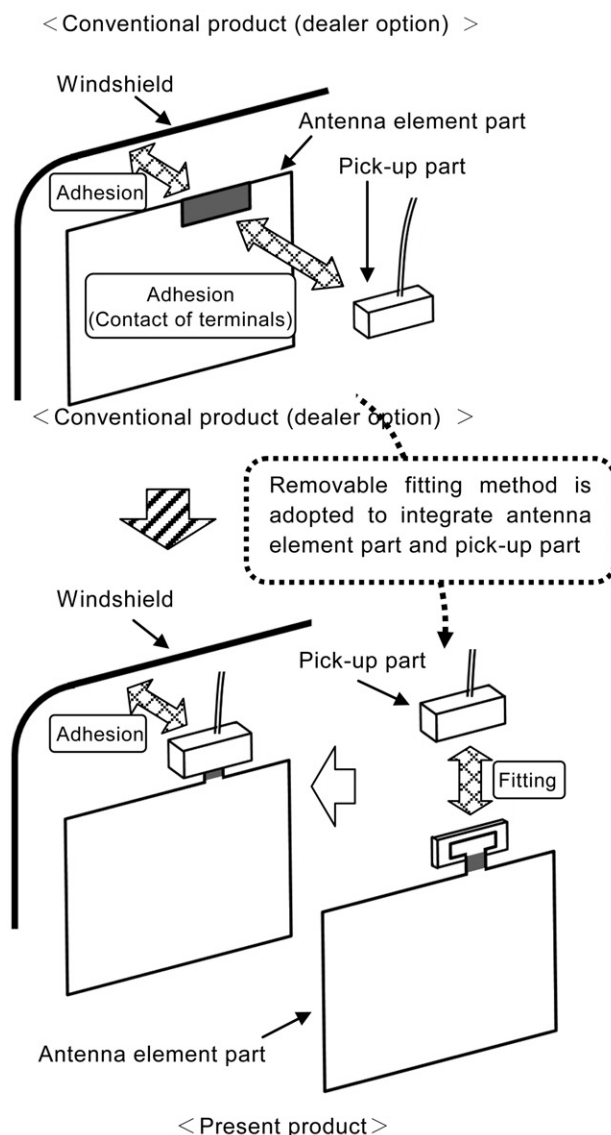 ＜Conventional product (dealer option) ＞
Windshield
Antenna element part
Pick-up part
Adhesion
Adhesion
(Contact of terminals)
＜Conventional product (dealer option) ＞
Removable fitting method is
adopted to integrate antenna
element part and pick-up part
Windshield
Pick-up part
Adhesion
Fitting
Antenna element part
＜Present product＞